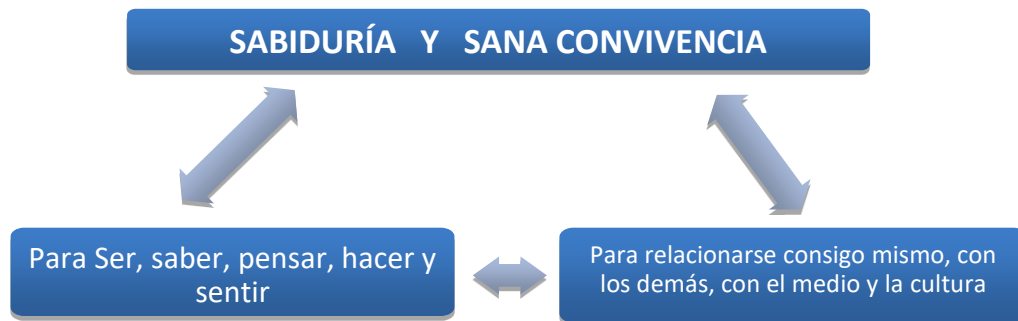 SABIDURÍA Y SANA CONVIVENCIA
Para Ser, saber, pensar, hacer y
sentir
Para relacionarse consigo mismo, con
los demás, con el medio y la cultura